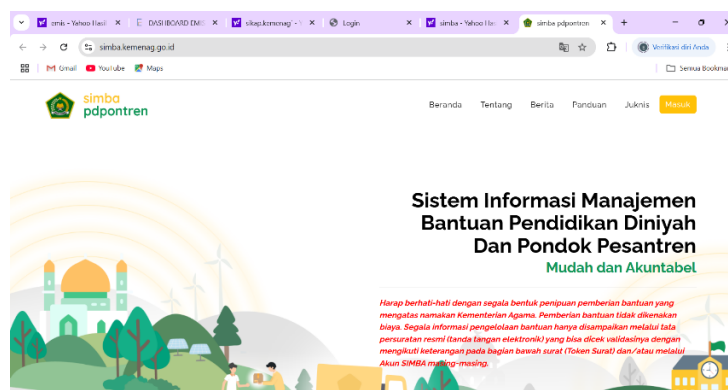 emis - Yahoo Hasil
DASHBOARD EMIS
sikap.kemenag' - Y
Login
simba - Yahoo Has
simba pdpontren
simba.kemenag.go.id
Verifikasi diri Anda
Gmail
YouTube
Maps
Semua Bookmar
simba
pdpontren
Beranda
Tentang
Berita
Panduan
Juknis
Masuk
Sistem Informasi Manajemen
Bantuan Pendidikan Diniyah
Dan Pondok Pesantren
Mudah dan Akuntabel
Harap berhati-hati dengan segala bentuk penipuan pemberian bantuan yang
mengatas namakan Kementerian Agama. Pemberian bantuan tidak dikenakan
biaya. Segala informasi pengelolaan bantuan hanya disampaikan melalui tata
persuratan resmi (tanda tangan elektronik) yang bisa dicek validasinya dengan
mengikuti keterangan pada bagian bawah surat (Token Surat) dan/atau melalui
Akun SIMBA masing-masing.